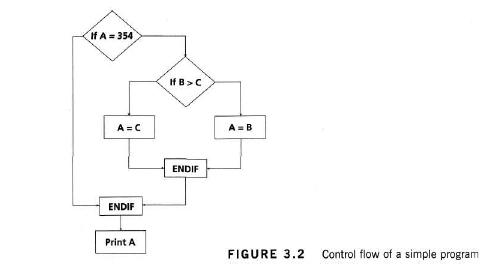 If A = 354
If B > C
A = C
A = B
ENDIF
ENDIF
Print A
FIGURE 3.2 Control flow of a simple program